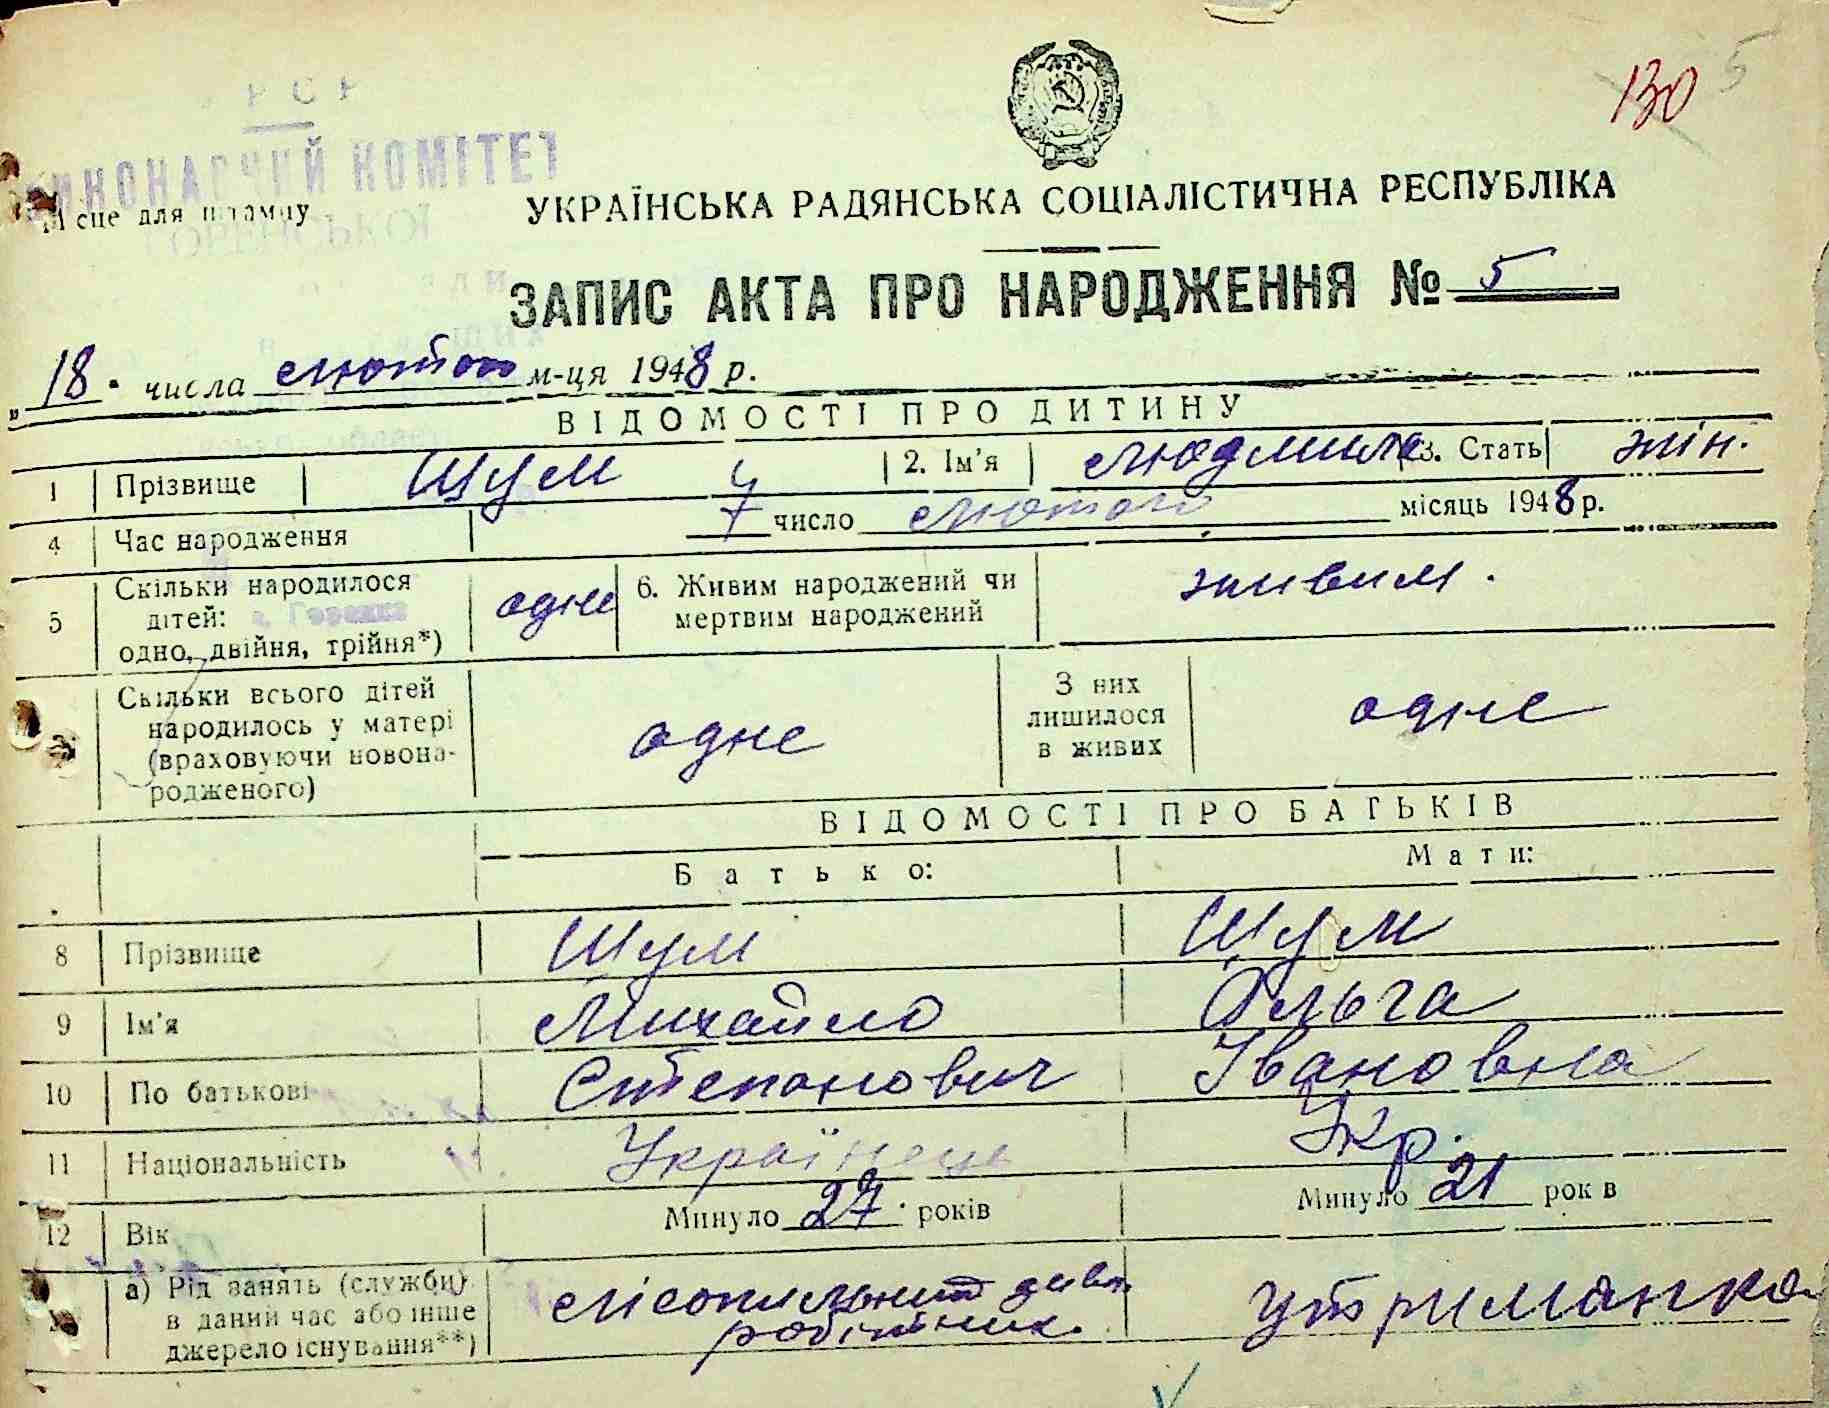 130 5
РСР
ВИКОНАВЧИЙ КОМІТЕТ
Місце для штампу
ГОРЕНСЬКОЇ
УКРАЇНСЬКА РАДЯНСЬКА СОЦІАЛІСТИЧНА РЕСПУБЛІКА
ЗАПИС АКТА ПРО НАРОДЖЕННЯ № 5
„18" числа лютого м-ця 1948 р.
ВІДОМОСТІ ПРО ДИТИНУ
1 Прізвище Шум 2. Ім'я Людмила 3. Стать жін.
4 Час народження 7 число лютого місяць 1948 р.
5 Скільки народилося дітей: одно, двійня, трійня*) одне 6. Живим народжений чи мертвим народжений живим.
Скільки всього дітей народилось у матері (враховуючи новонародженого) одне З них лишилося в живих одне
ВІДОМОСТІ ПРО БАТЬКІВ
Батько: Мати:
8 Прізвище Шум Шум
9 Ім'я Михайло Ольга
10 По батькові Степанович Івановна
11 Національність Українець Укр.
12 Вік Минуло 27 років Минуло 21 рок в
а) Рід занять (служби) в даний час або інше джерело існування**) робітник. утриманка